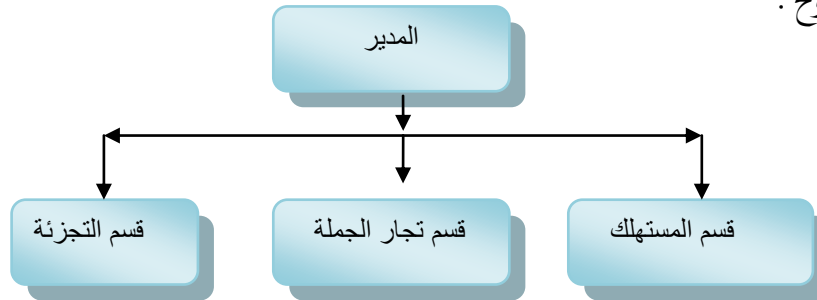 المدير
قسم المستهلك
قسم تجار الجملة
قسم التجزئة